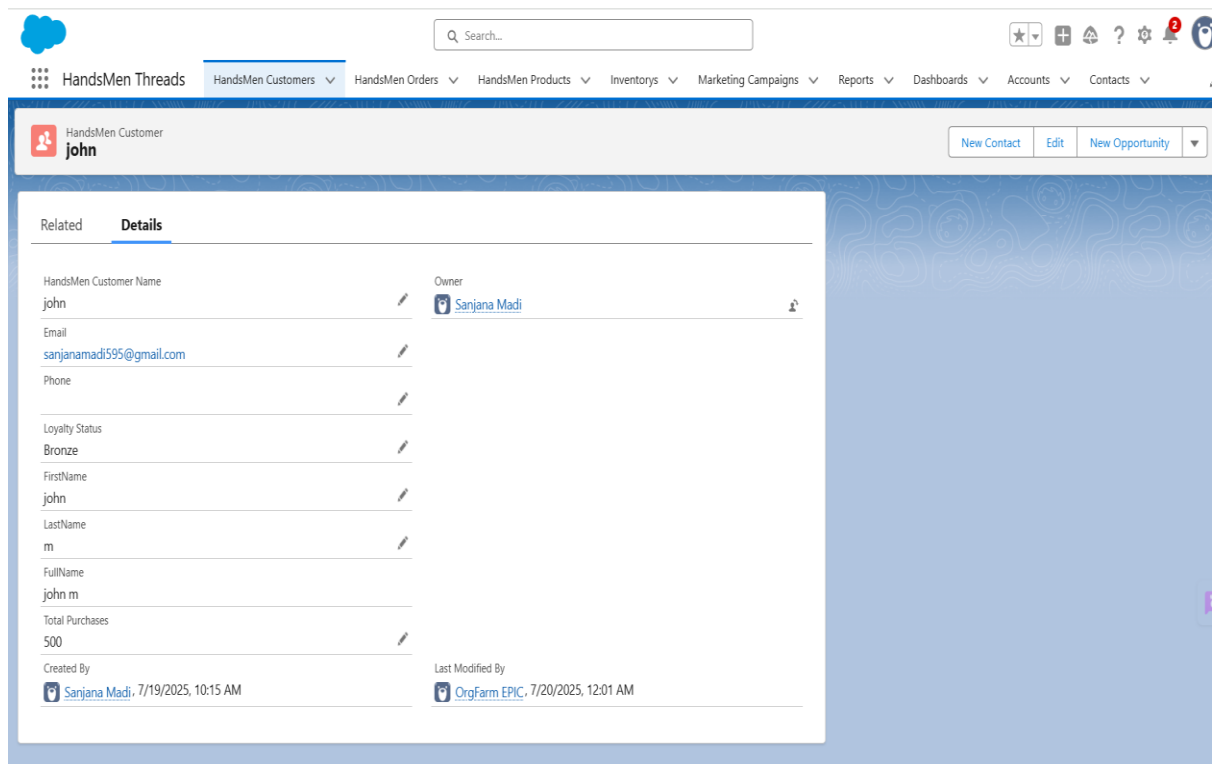 Search...
2
HandsMen Threads HandsMen Customers HandsMen Orders HandsMen Products Inventorys Marketing Campaigns Reports Dashboards Accounts Contacts
HandsMen Customer
john
New Contact Edit New Opportunity
Related Details
HandsMen Customer Name Owner
john Sanjana Madi
Email
sanjanamadi595@gmail.com
Phone
Loyalty Status
Bronze
FirstName
john
LastName
m
FullName
john m
Total Purchases
500
Created By Last Modified By
Sanjana Madi, 7/19/2025, 10:15 AM OrgFarm EPIC, 7/20/2025, 12:01 AM